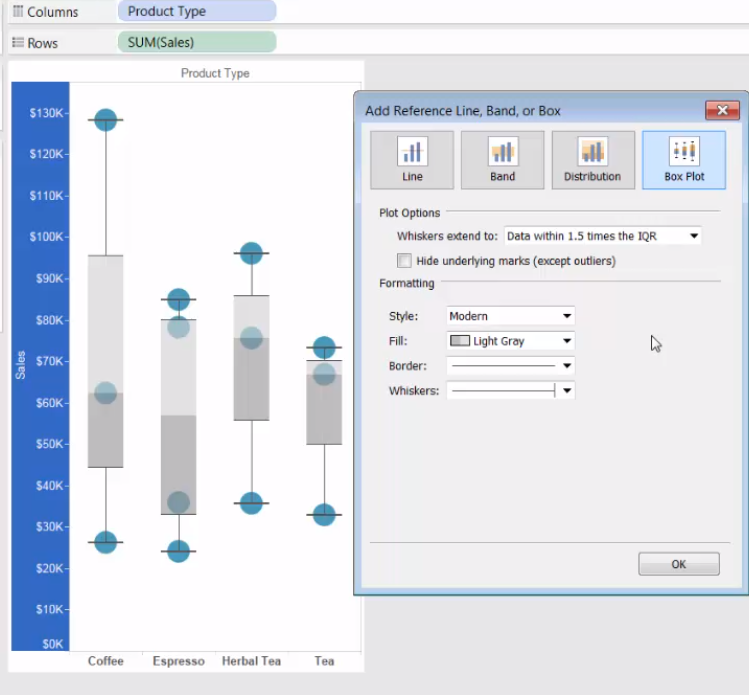 Columns Product Type
Rows SUM(Sales)
Product Type
$130K
$120K
$110K
$100K
$90K
$80K
$70K
$60K
$50K
$40K
$30K
$20K
$10K
$0K
Sales
Coffee Espresso Herbal Tea Tea
Add Reference Line, Band, or Box
Line Band Distribution Box Plot
Plot Options
Whiskers extend to: Data within 1.5 times the IQR
Hide underlying marks (except outliers)
Formatting
Style: Modern
Fill: Light Gray
Border:
Whiskers:
OK